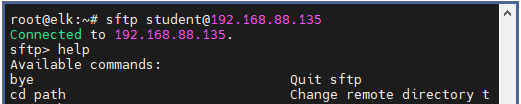 root@elk:~# sftp student@192.168.88.135
Connected to 192.168.88.135.
sftp> help
Available commands:
bye Quit sftp
cd path Change remote directory t